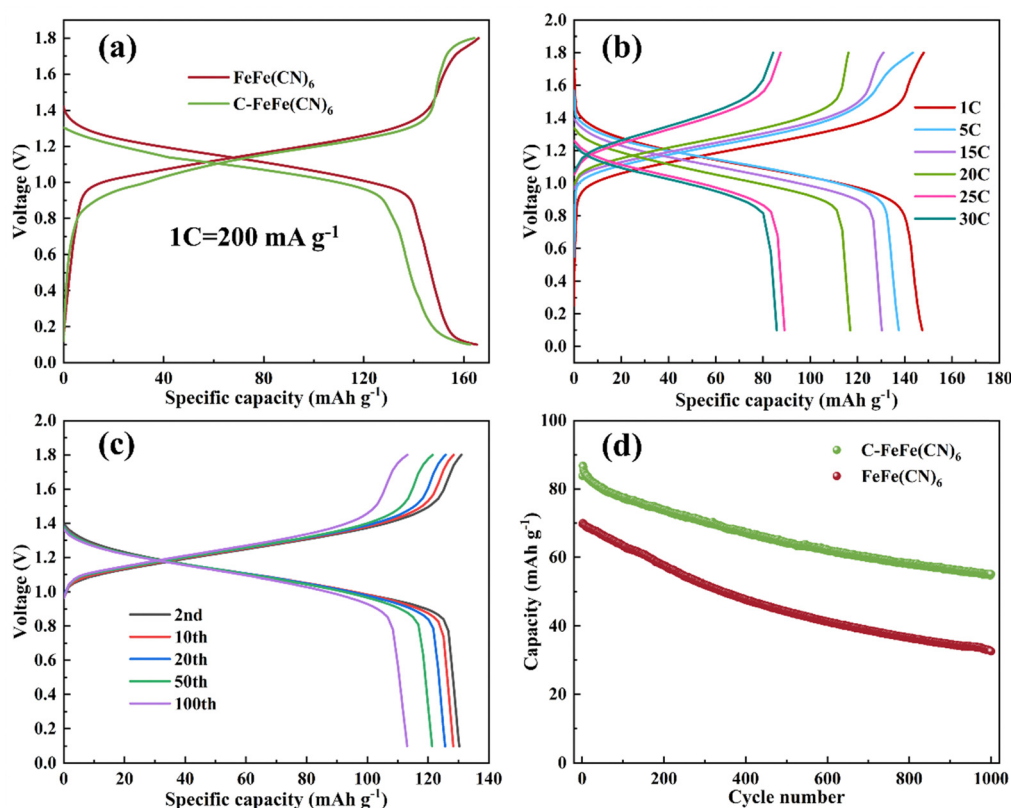 (a)
FeFe(CN)₆
C-FeFe(CN)₆
1C=200 mA g⁻¹
Voltage (V)
0.0
0.2
0.4
0.6
0.8
1.0
1.2
1.4
1.6
1.8
2.0
0 40 80 120 160
Specific capacity (mAh g⁻¹)
(b)
1C
5C
15C
20C
25C
30C
Voltage (V)
0.0
0.2
0.4
0.6
0.8
1.0
1.2
1.4
1.6
1.8
2.0
0 20 40 60 80 100 120 140 160 180
Specific capacity (mAh g⁻¹)
(c)
2nd
10th
20th
50th
100th
Voltage (V)
0.0
0.2
0.4
0.6
0.8
1.0
1.2
1.4
1.6
1.8
2.0
0 20 40 60 80 100 120 140
Specific capacity (mAh g⁻¹)
(d)
C-FeFe(CN)₆
FeFe(CN)₆
Capacity (mAh g⁻¹)
0
20
40
60
80
100
0 200 400 600 800 1000
Cycle number